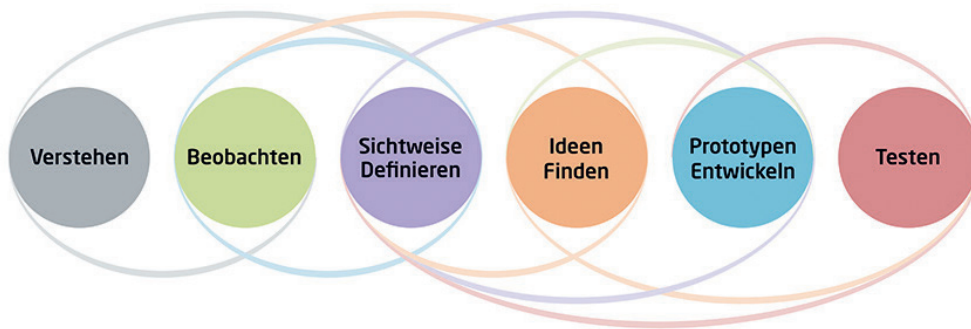 Verstehen
Beobachten
Sichtweise
Definieren
Ideen
Finden
Prototypen
Entwickeln
Testen